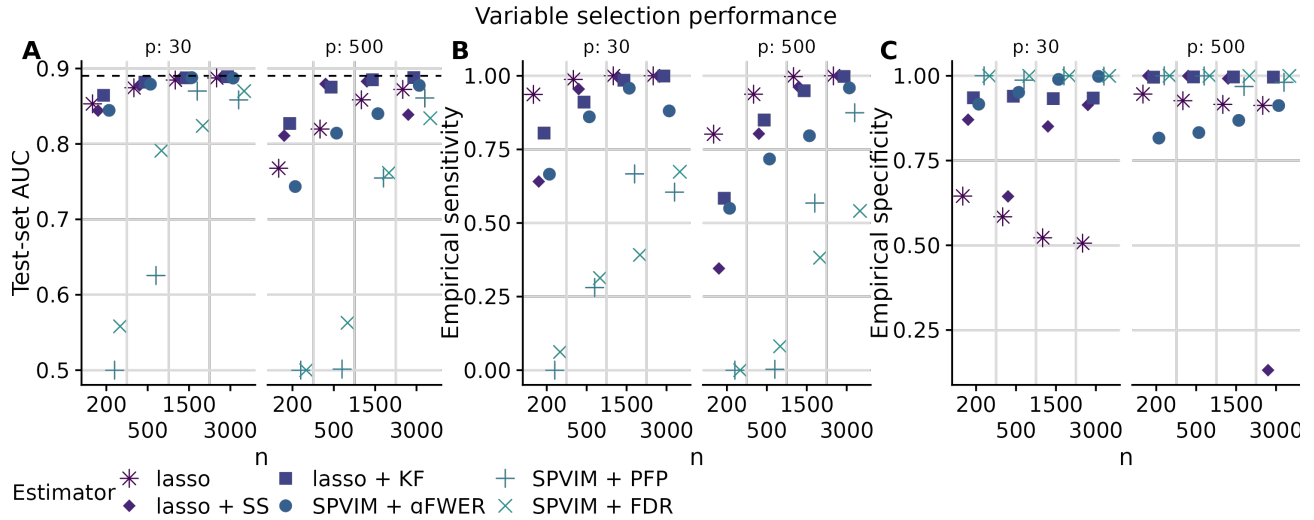 Variable selection performance
A
p: 30
p: 500
B
p: 30
p: 500
C
p: 30
p: 500
Test-set AUC
0.9
0.8
0.7
0.6
0.5
200
1500
200
1500
500
3000
500
3000
n
Empirical sensitivity
1.00
0.75
0.50
0.25
0.00
200
1500
200
1500
500
3000
500
3000
n
Empirical specificity
1.00
0.75
0.50
0.25
200
1500
200
1500
500
3000
500
3000
n
Estimator
lasso
lasso + KF
SPVIM + PFP
lasso + SS
SPVIM + gFWER
SPVIM + FDR